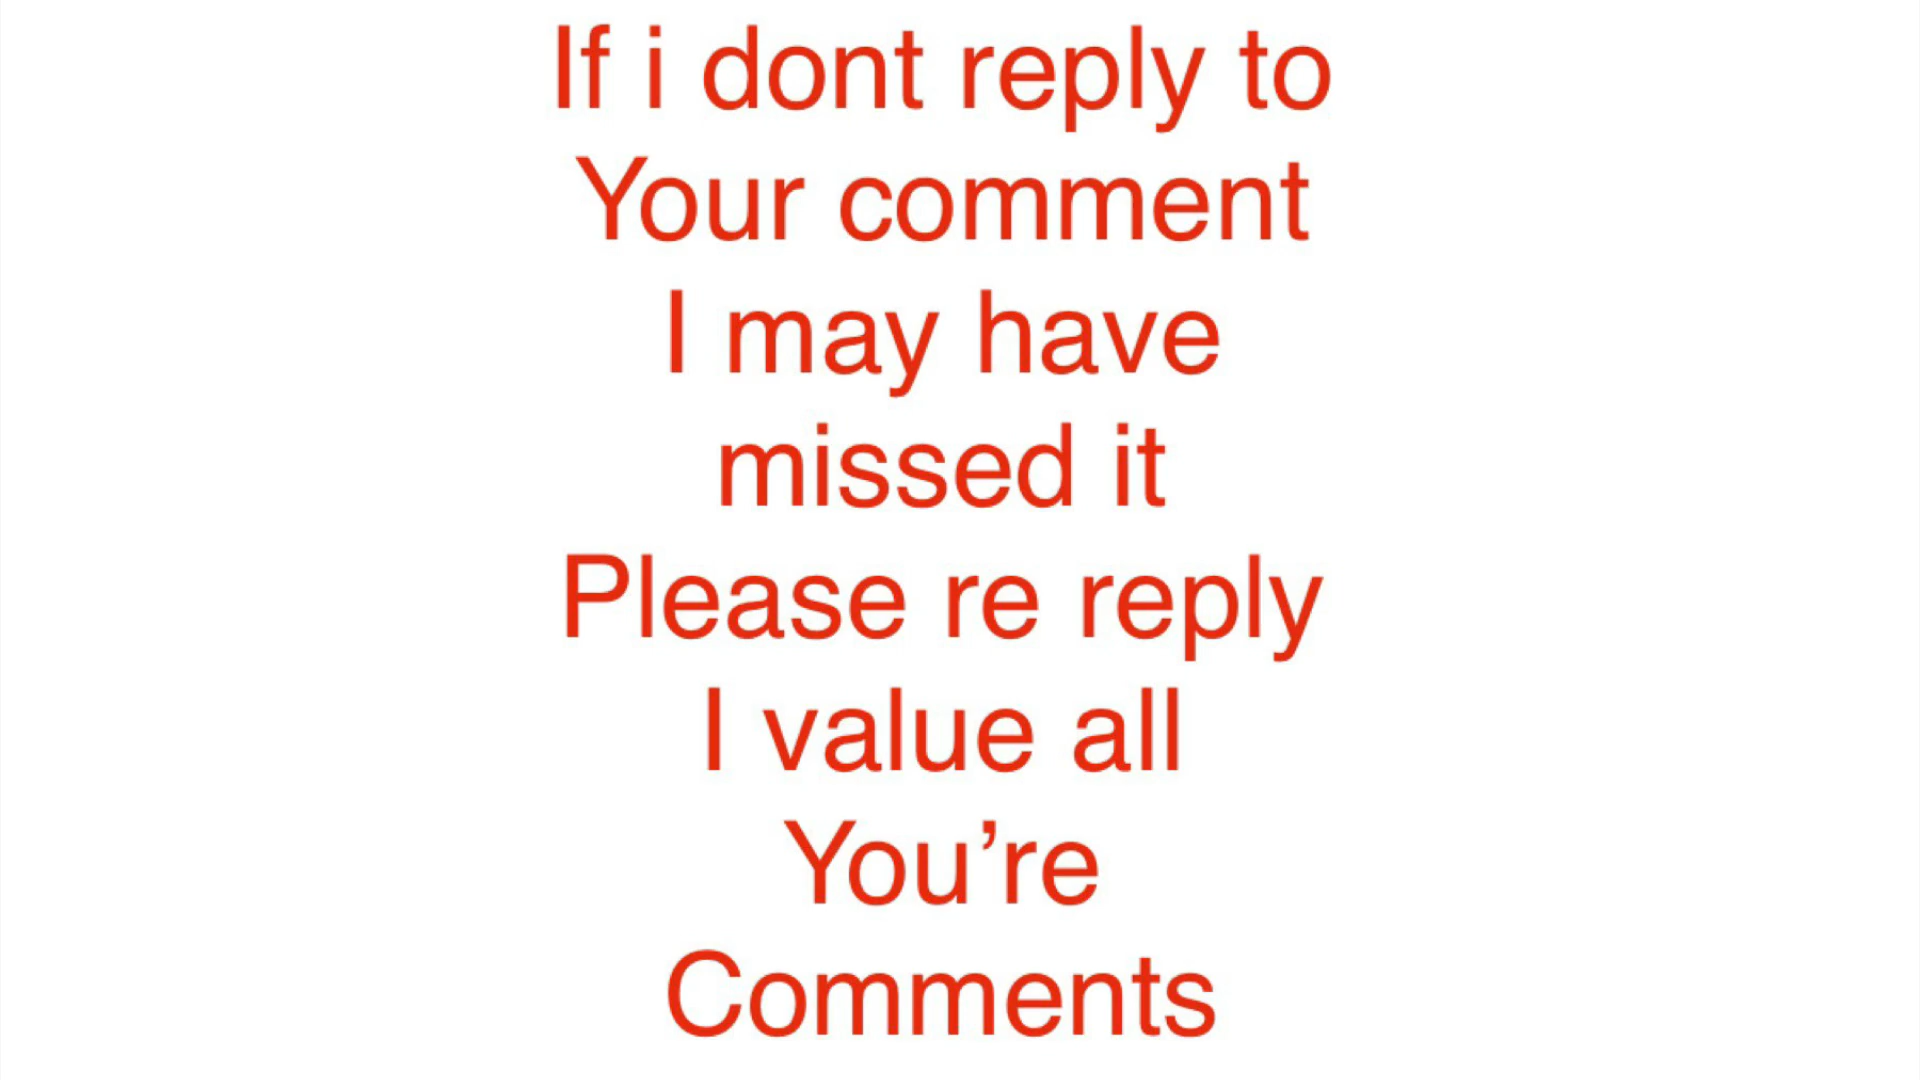 If i dont reply to
Your comment
I may have
missed it
Please re reply
I value all
You’re
Comments